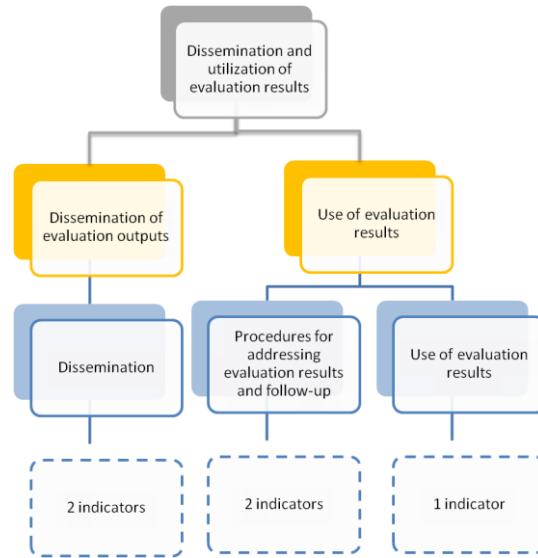 Dissemination and
utilization of
evaluation results
Dissemination of
evaluation outputs
Use of evaluation
results
Dissemination
Procedures for
addressing
evaluation results
and follow-up
Use of evaluation
results
2 indicators
2 indicators
1 indicator